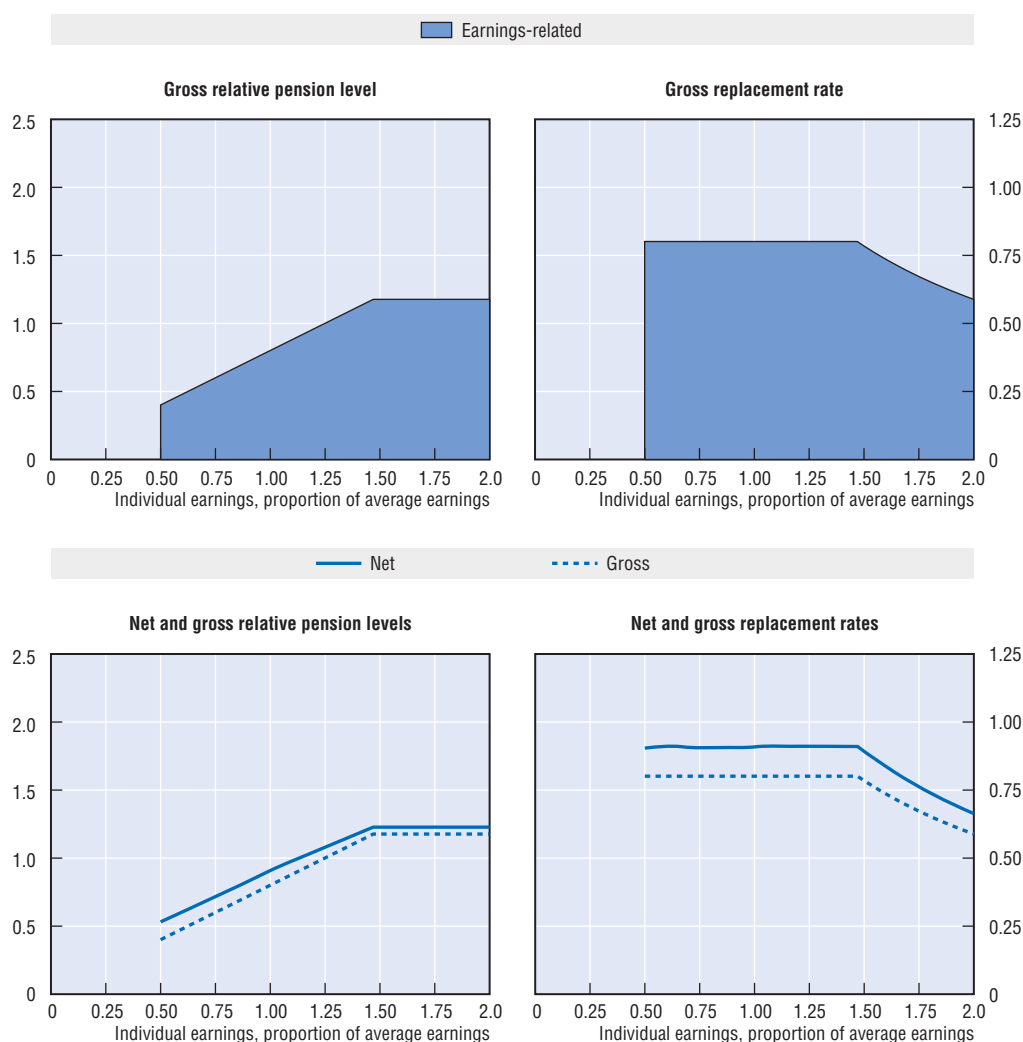 Earnings-related
Gross relative pension level
2.5
2.0
1.5
1.0
0.5
0
0 0.25 0.50 0.75 1.00 1.25 1.50 1.75 2.0
Individual earnings, proportion of average earnings
Gross replacement rate
1.25
1.00
0.75
0.50
0.25
0
0 0.25 0.50 0.75 1.00 1.25 1.50 1.75 2.0
Individual earnings, proportion of average earnings
Net Gross
Net and gross relative pension levels
2.5
2.0
1.5
1.0
0.5
0
0 0.25 0.50 0.75 1.00 1.25 1.50 1.75 2.0
Individual earnings, proportion of average earnings
Net and gross replacement rates
1.25
1.00
0.75
0.50
0.25
0
0 0.25 0.50 0.75 1.00 1.25 1.50 1.75 2.0
Individual earnings, proportion of average earnings